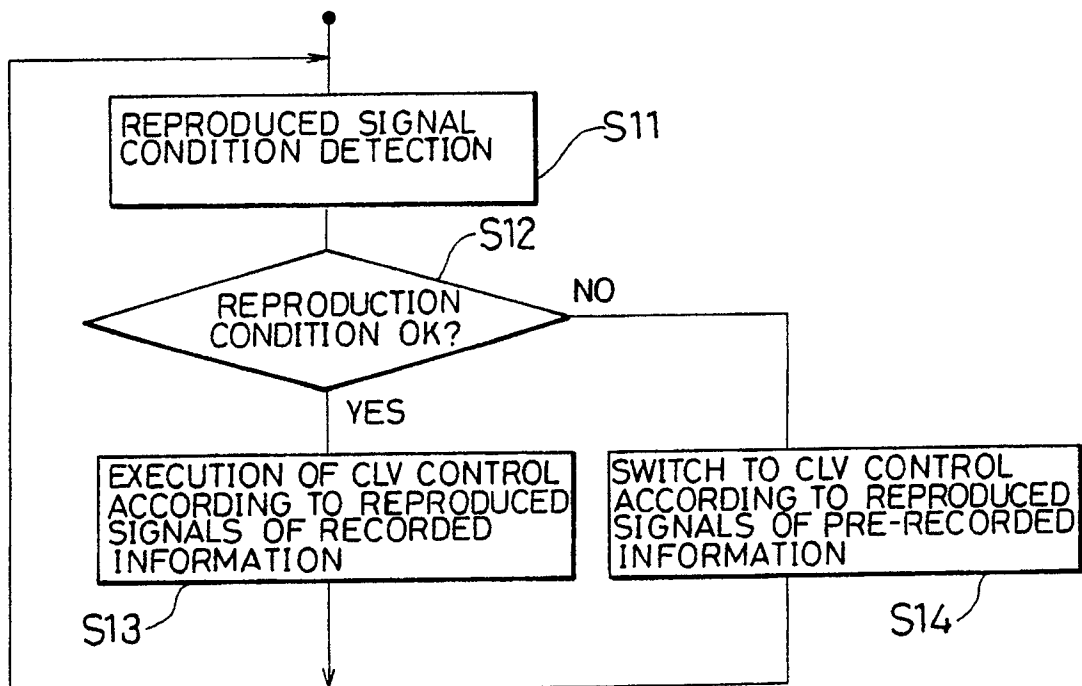 REPRODUCED SIGNAL
CONDITION DETECTION
S11
S12
REPRODUCTION
CONDITION OK?
NO
YES
EXECUTION OF CLV CONTROL
ACCORDING TO REPRODUCED
SIGNALS OF RECORDED
INFORMATION
S13
SWITCH TO CLV CONTROL
ACCORDING TO REPRODUCED
SIGNALS OF PRE-RECORDED
INFORMATION
S14